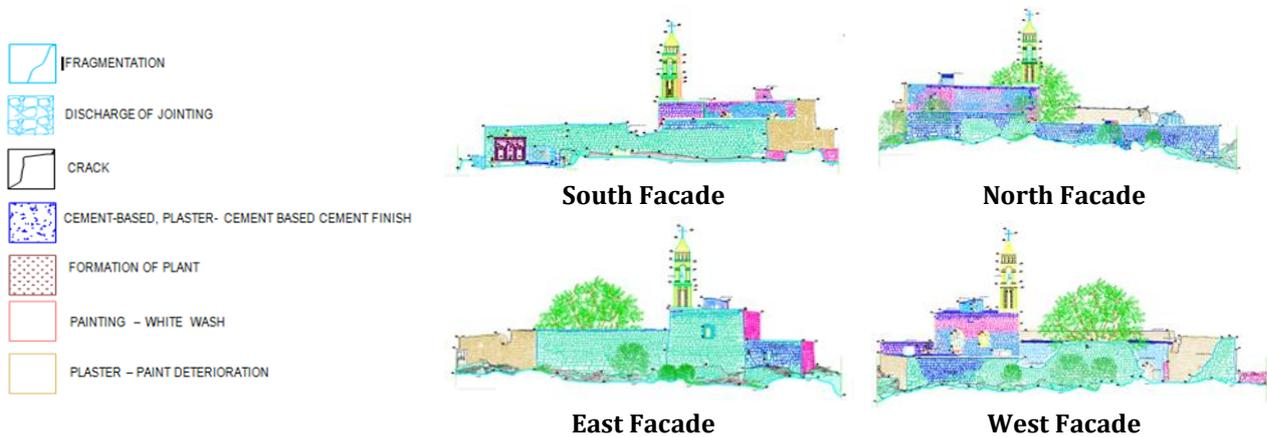 FRAGMENTATION
DISCHARGE OF JOINTING
CRACK
CEMENT-BASED, PLASTER- CEMENT BASED CEMENT FINISH
FORMATION OF PLANT
PAINTING – WHITE WASH
PLASTER – PAINT DETERIORATION
South Facade
North Facade
East Facade
West Facade